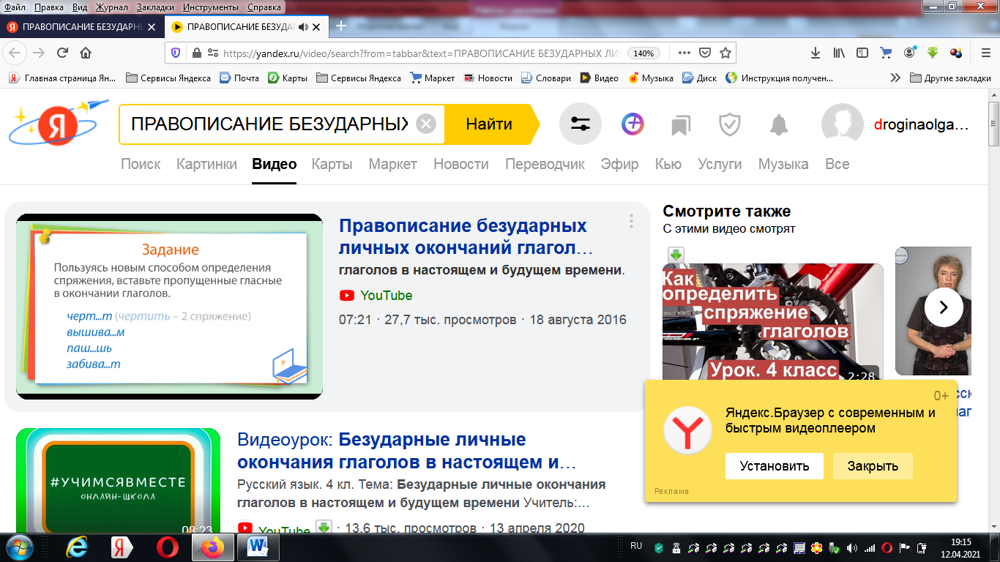 Файл Правка Вид Журнал Закладки Инструменты Справка
Я ПРАВОПИСАНИЕ БЕЗУДАРНЫ
ПРАВОПИСАНИЕ БЕЗУДАР
https://yandex.ru/video/search?from=tabbar&text=ПРАВОПИСАНИЕ БЕЗУДАРНЫХ ЛИЧ 140%
Главная страница Ян... Сервисы Яндекса Почта Карты Сервисы Яндекса Маркет Новости Словари Видео Музыка Диск Инструкция получен... Другие закладки
Я
ПРАВОПИСАНИЕ БЕЗУДАРНЫХ
Найти
droginaolga...
Поиск Картинки Видео Карты Маркет Новости Переводчик Эфир Кью Услуги Музыка Все
Задание
Пользуясь новым способом определения
спряжения, вставьте пропущенные гласные
в окончании глаголов.
черт...т (чертить – 2 спряжение)
вышива...м
паш...шь
забива...т
Правописание безударных
личных окончаний глагол...
глаголов в настоящем и будущем времени.
YouTube
07:21 · 27,7 тыс. просмотров · 18 августа 2016
Смотрите также
С этими видео смотрят
Как
определить
спряжение
глаголов
Урок. 4 класс
2:28
#УЧИМСЯВМЕСТЕ
ОНЛАЙН-ШКОЛА
08:23
Видеоурок: Безударные личные
окончания глаголов в настоящем и...
Русский язык. 4 кл. Тема: Безударные личные окончания
глаголов в настоящем и будущем времени Учитель:...
YouTube · 13,6 тыс. просмотров · 13 апреля 2020
0+
Яндекс.Браузер с современным и
быстрым видеоплеером
Установить Закрыть
Реклама
RU
19:15
12.04.2021